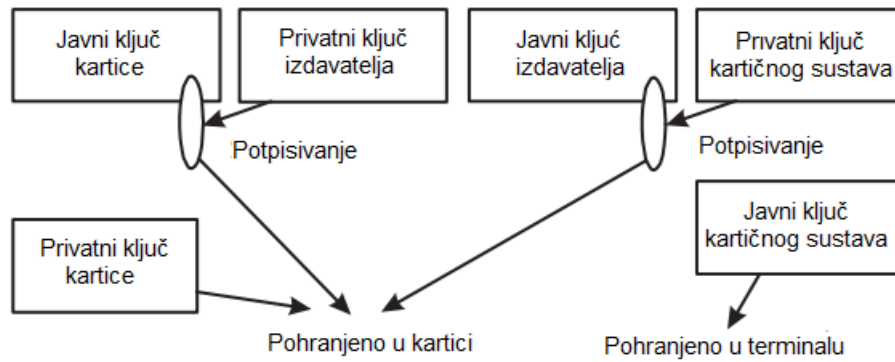 Javni ključ
kartice
Privatni ključ
izdavatelja
Javni kljuć
izdavatelja
Privatni ključ
kartičnog sustava
Potpisivanje
Potpisivanje
Privatni ključ
kartice
Javni ključ
kartičnog sustava
Pohranjeno u kartici
Pohranjeno u terminalu